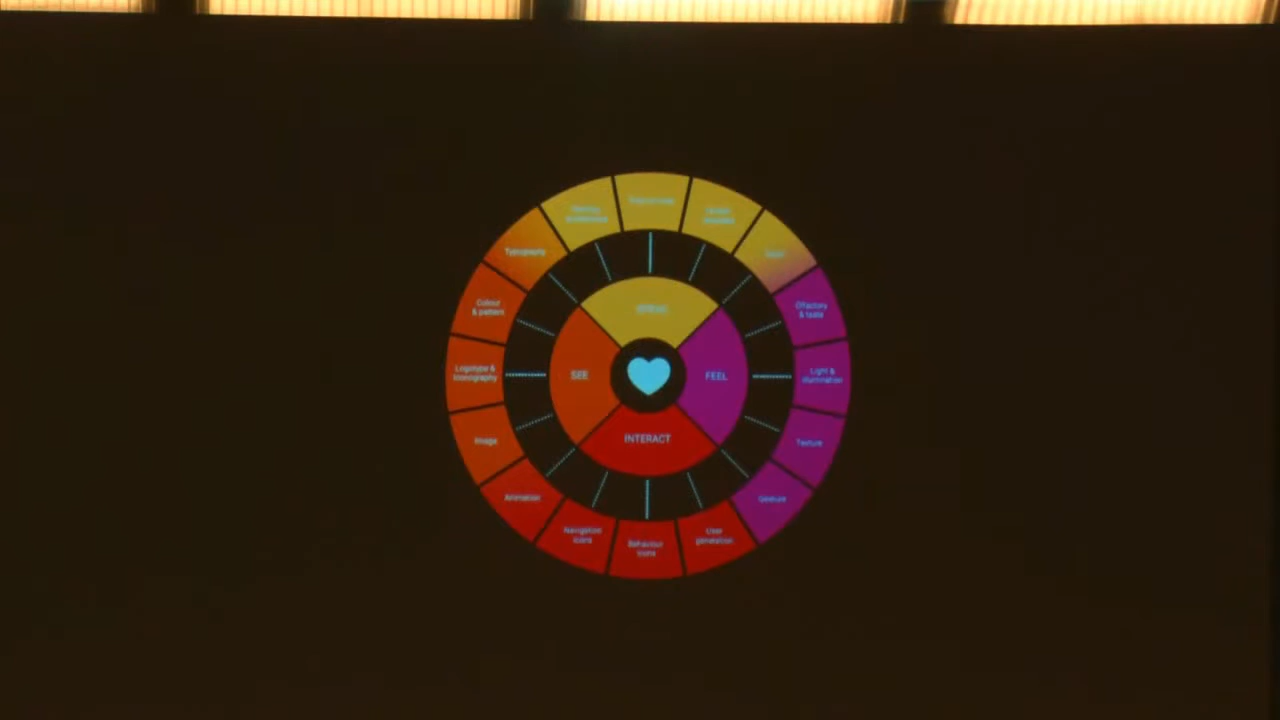 Typography
Colour
& pattern
Logotype &
iconography
Image
Animation
Navigation
icons
Behaviour
icons
User
generation
Gesture
Texture
Light &
illumination
Olfactory
& taste
SEE
FEEL
INTERACT